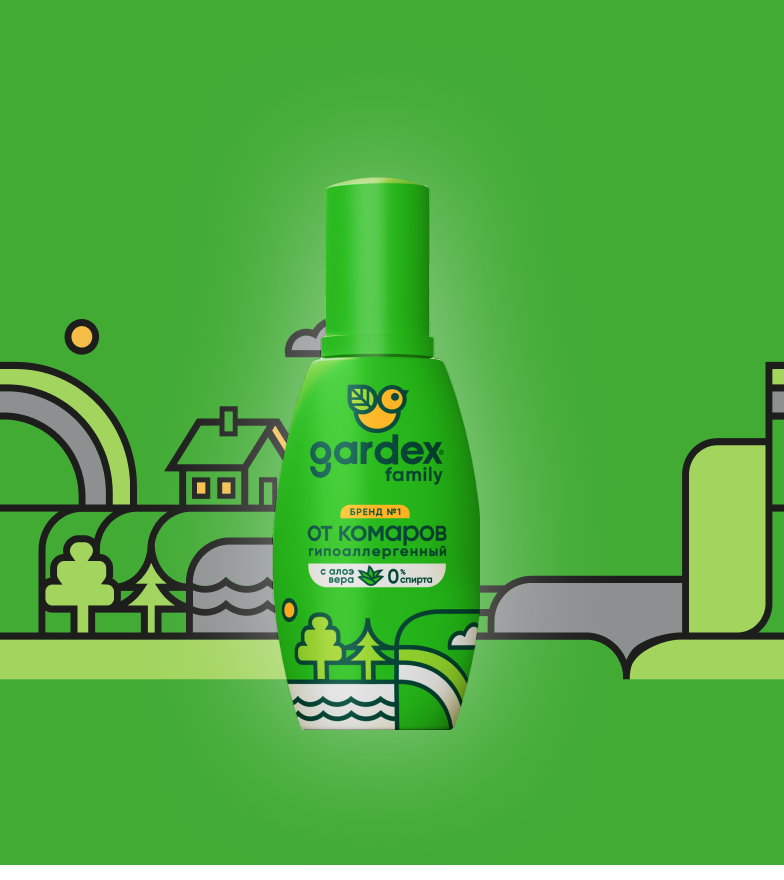 gardex®
family
БРЕНД №1
от комаров
гипоаллергенный
с алоэ
вера
0%
спирта